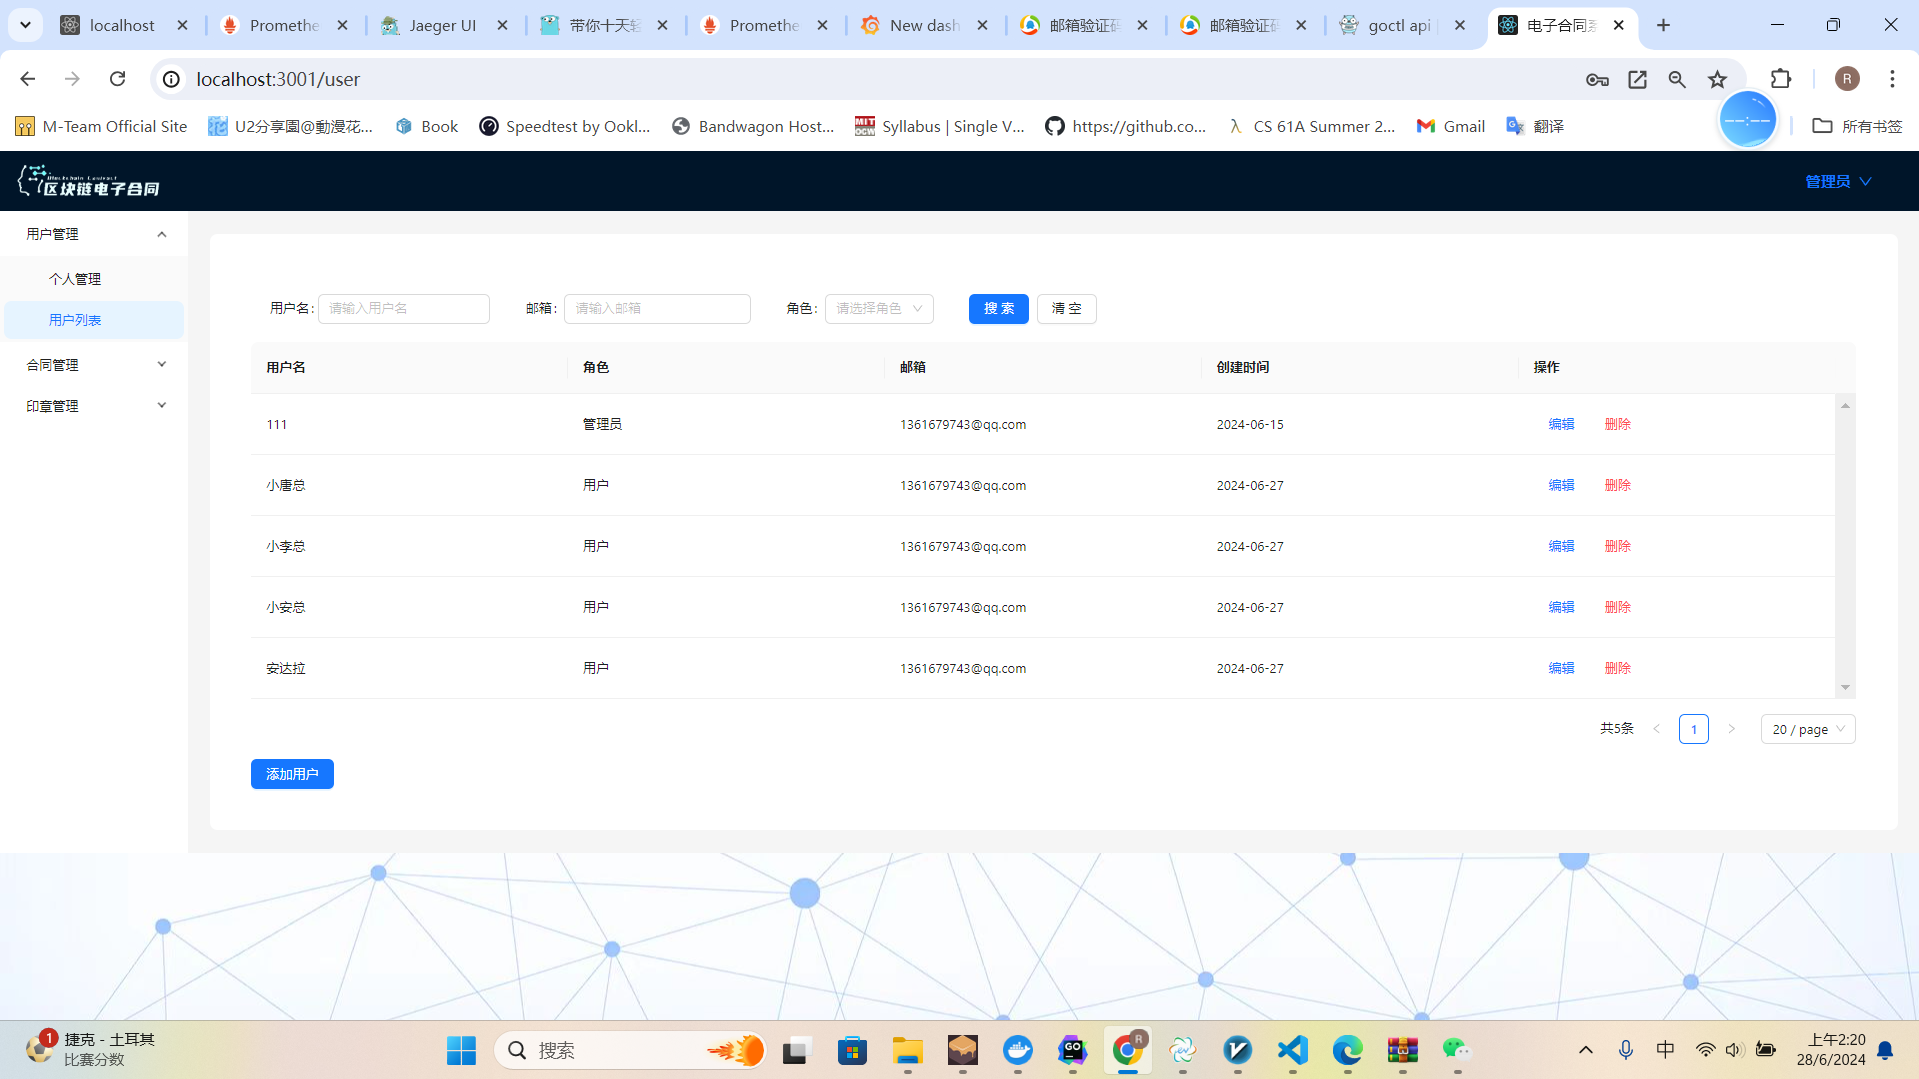 localhost
Promethe
Jaeger UI
带你十天轻
Promethe
New dash
邮箱验证码
邮箱验证码
goctl api
电子合同系
localhost:3001/user
R
M-Team Official Site
U2分享園@動漫花...
Book
Speedtest by Ookl...
Bandwagon Host...
Syllabus | Single V...
https://github.co...
CS 61A Summer 2...
Gmail
翻译
所有书签
Blockchain Contract
区块链电子合同
管理员
用户管理
个人管理
用户列表
合同管理
印章管理
用户名: 请输入用户名
邮箱: 请输入邮箱
角色: 请选择角色
搜 索
清 空
用户名 角色 邮箱 创建时间 操作
111 管理员 1361679743@qq.com 2024-06-15 编辑 删除
小唐总 用户 1361679743@qq.com 2024-06-27 编辑 删除
小李总 用户 1361679743@qq.com 2024-06-27 编辑 删除
小安总 用户 1361679743@qq.com 2024-06-27 编辑 删除
安达拉 用户 1361679743@qq.com 2024-06-27 编辑 删除
共5条 < 1 > 20 / page
添加用户
1
捷克 - 土耳其
比赛分数
搜索
GO
R
中
上午2:20
28/6/2024